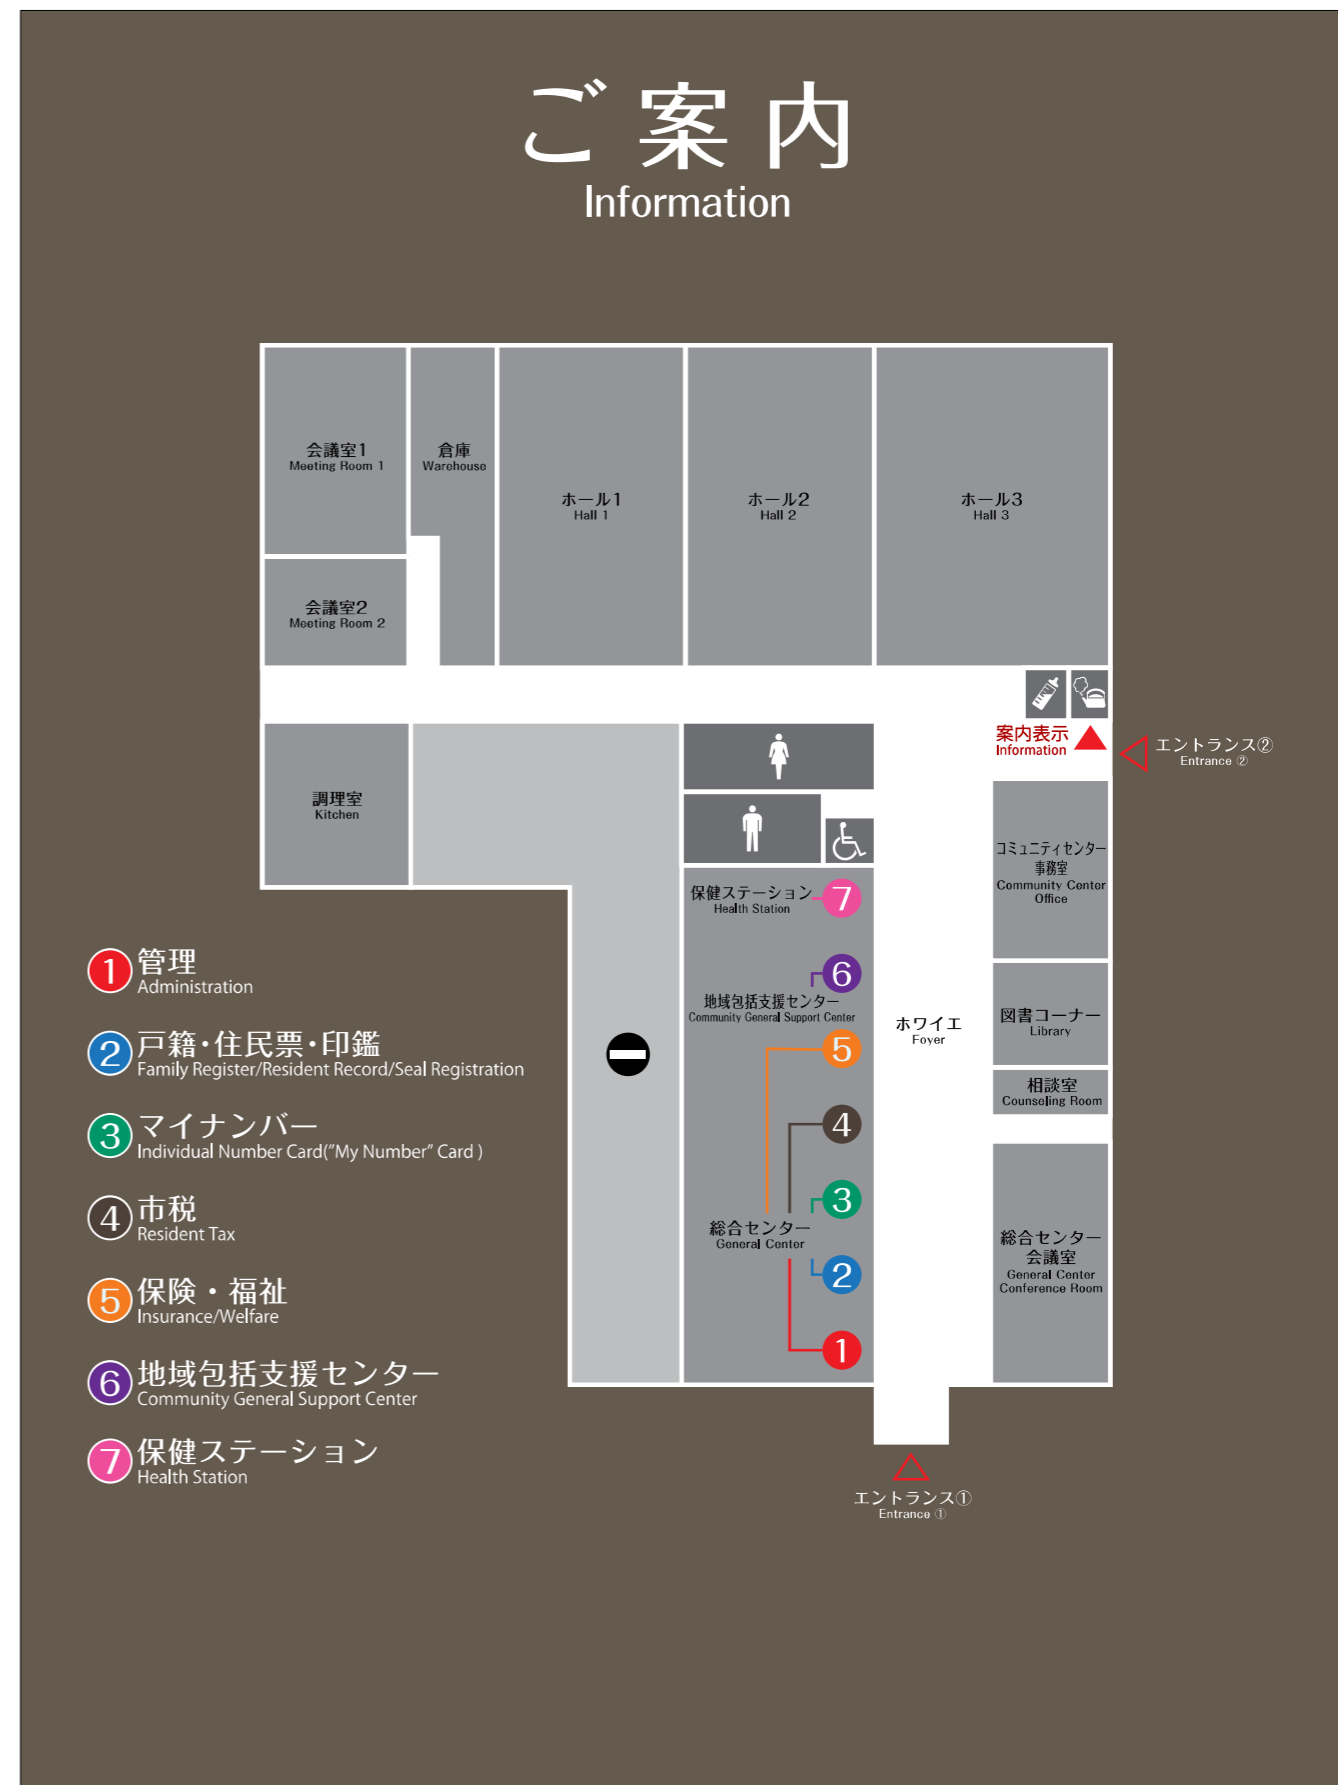 ご案内
Information
会議室1
Meeting Room 1
倉庫
Warehouse
ホール1
Hall 1
ホール2
Hall 2
ホール3
Hall 3
会議室2
Meeting Room 2
案内表示
Information
エントランス②
Entrance ②
調理室
Kitchen
コミュニティセンター
事務室
Community Center
Office
保健ステーション
Health Station
7
6
地域包括支援センター
Community General Support Center
5
ホワイエ
Foyer
図書コーナー
Library
相談室
Counseling Room
4
3
総合センター
General Center
2
1
総合センター
会議室
General Center
Conference Room
エントランス①
Entrance ①
1 管理
Administration
2 戸籍・住民票・印鑑
Family Register/Resident Record/Seal Registration
3 マイナンバー
Individual Number Card("My Number" Card )
4 市税
Resident Tax
5 保険・福祉
Insurance/Welfare
6 地域包括支援センター
Community General Support Center
7 保健ステーション
Health Station